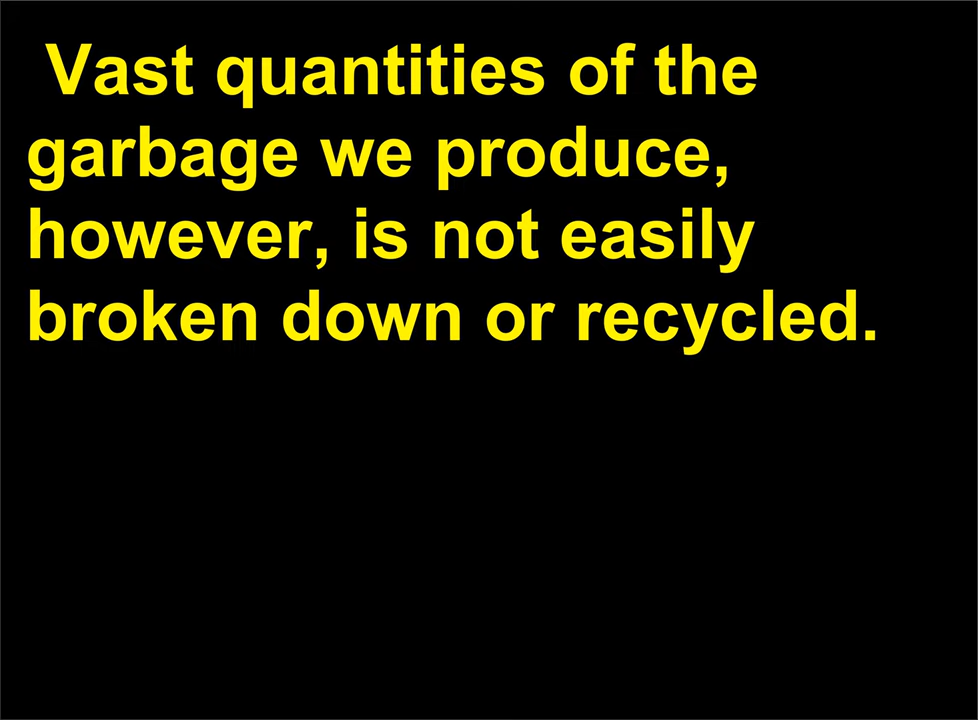 Vast quantities of the
garbage we produce,
however, is not easily
broken down or recycled.